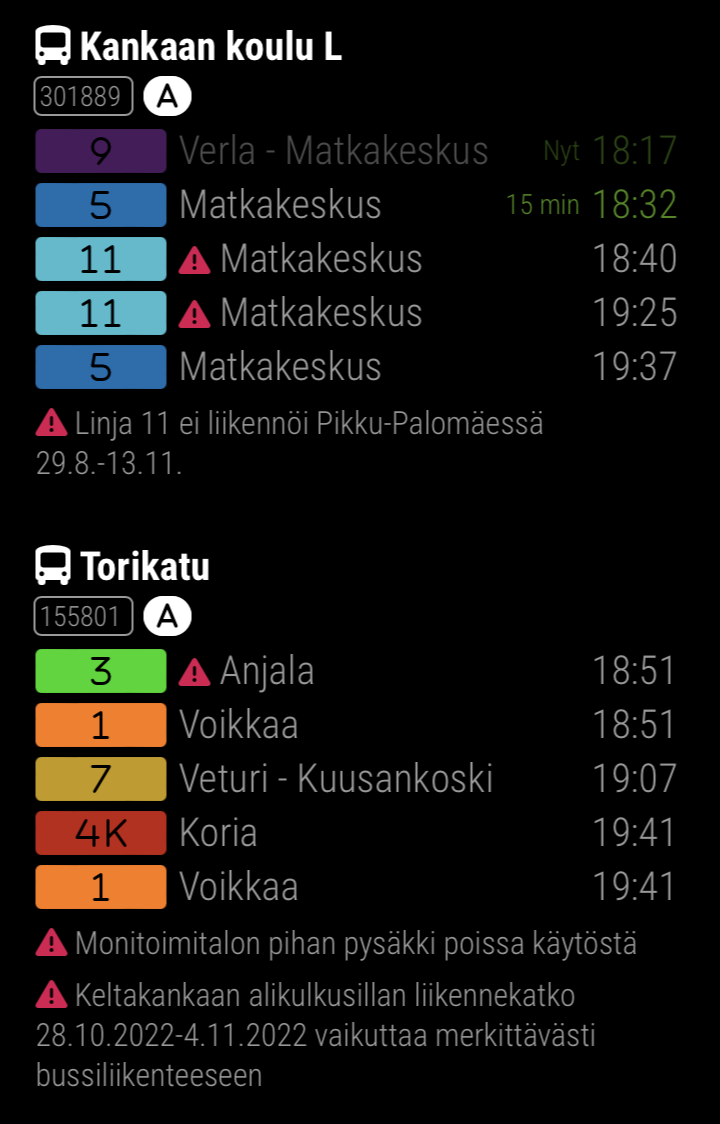 Kankaan koulu L
301889 A
9 Verla - Matkakeskus Nyt 18:17
5 Matkakeskus 15 min 18:32
11 Matkakeskus 18:40
11 Matkakeskus 19:25
5 Matkakeskus 19:37
Linja 11 ei liikennöi Pikku-Palomäessä
29.8.-13.11.
Torikatu
155801 A
3 Anjala 18:51
1 Voikkaa 18:51
7 Veturi - Kuusankoski 19:07
4K Koria 19:41
1 Voikkaa 19:41
Monitoimitalon pihan pysäkki poissa käytöstä
Keltakankaan alikulkusillan liikennekatko
28.10.2022-4.11.2022 vaikuttaa merkittävästi
bussiliikenteeseen